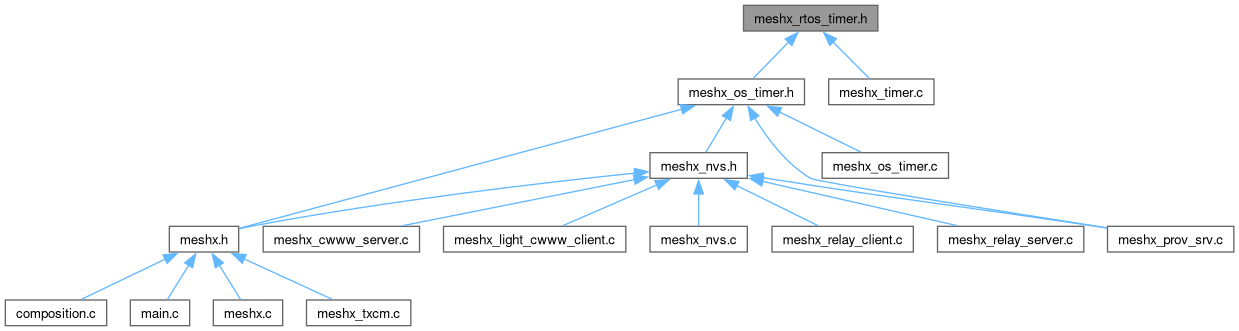 meshx_rtos_timer.h
meshx_os_timer.h
meshx_timer.c
meshx_nvs.h
meshx_os_timer.c
meshx.h
meshx_cwww_server.c
meshx_light_cwww_client.c
meshx_nvs.c
meshx_relay_client.c
meshx_relay_server.c
meshx_prov_srv.c
composition.c
main.c
meshx.c
meshx_txcm.c